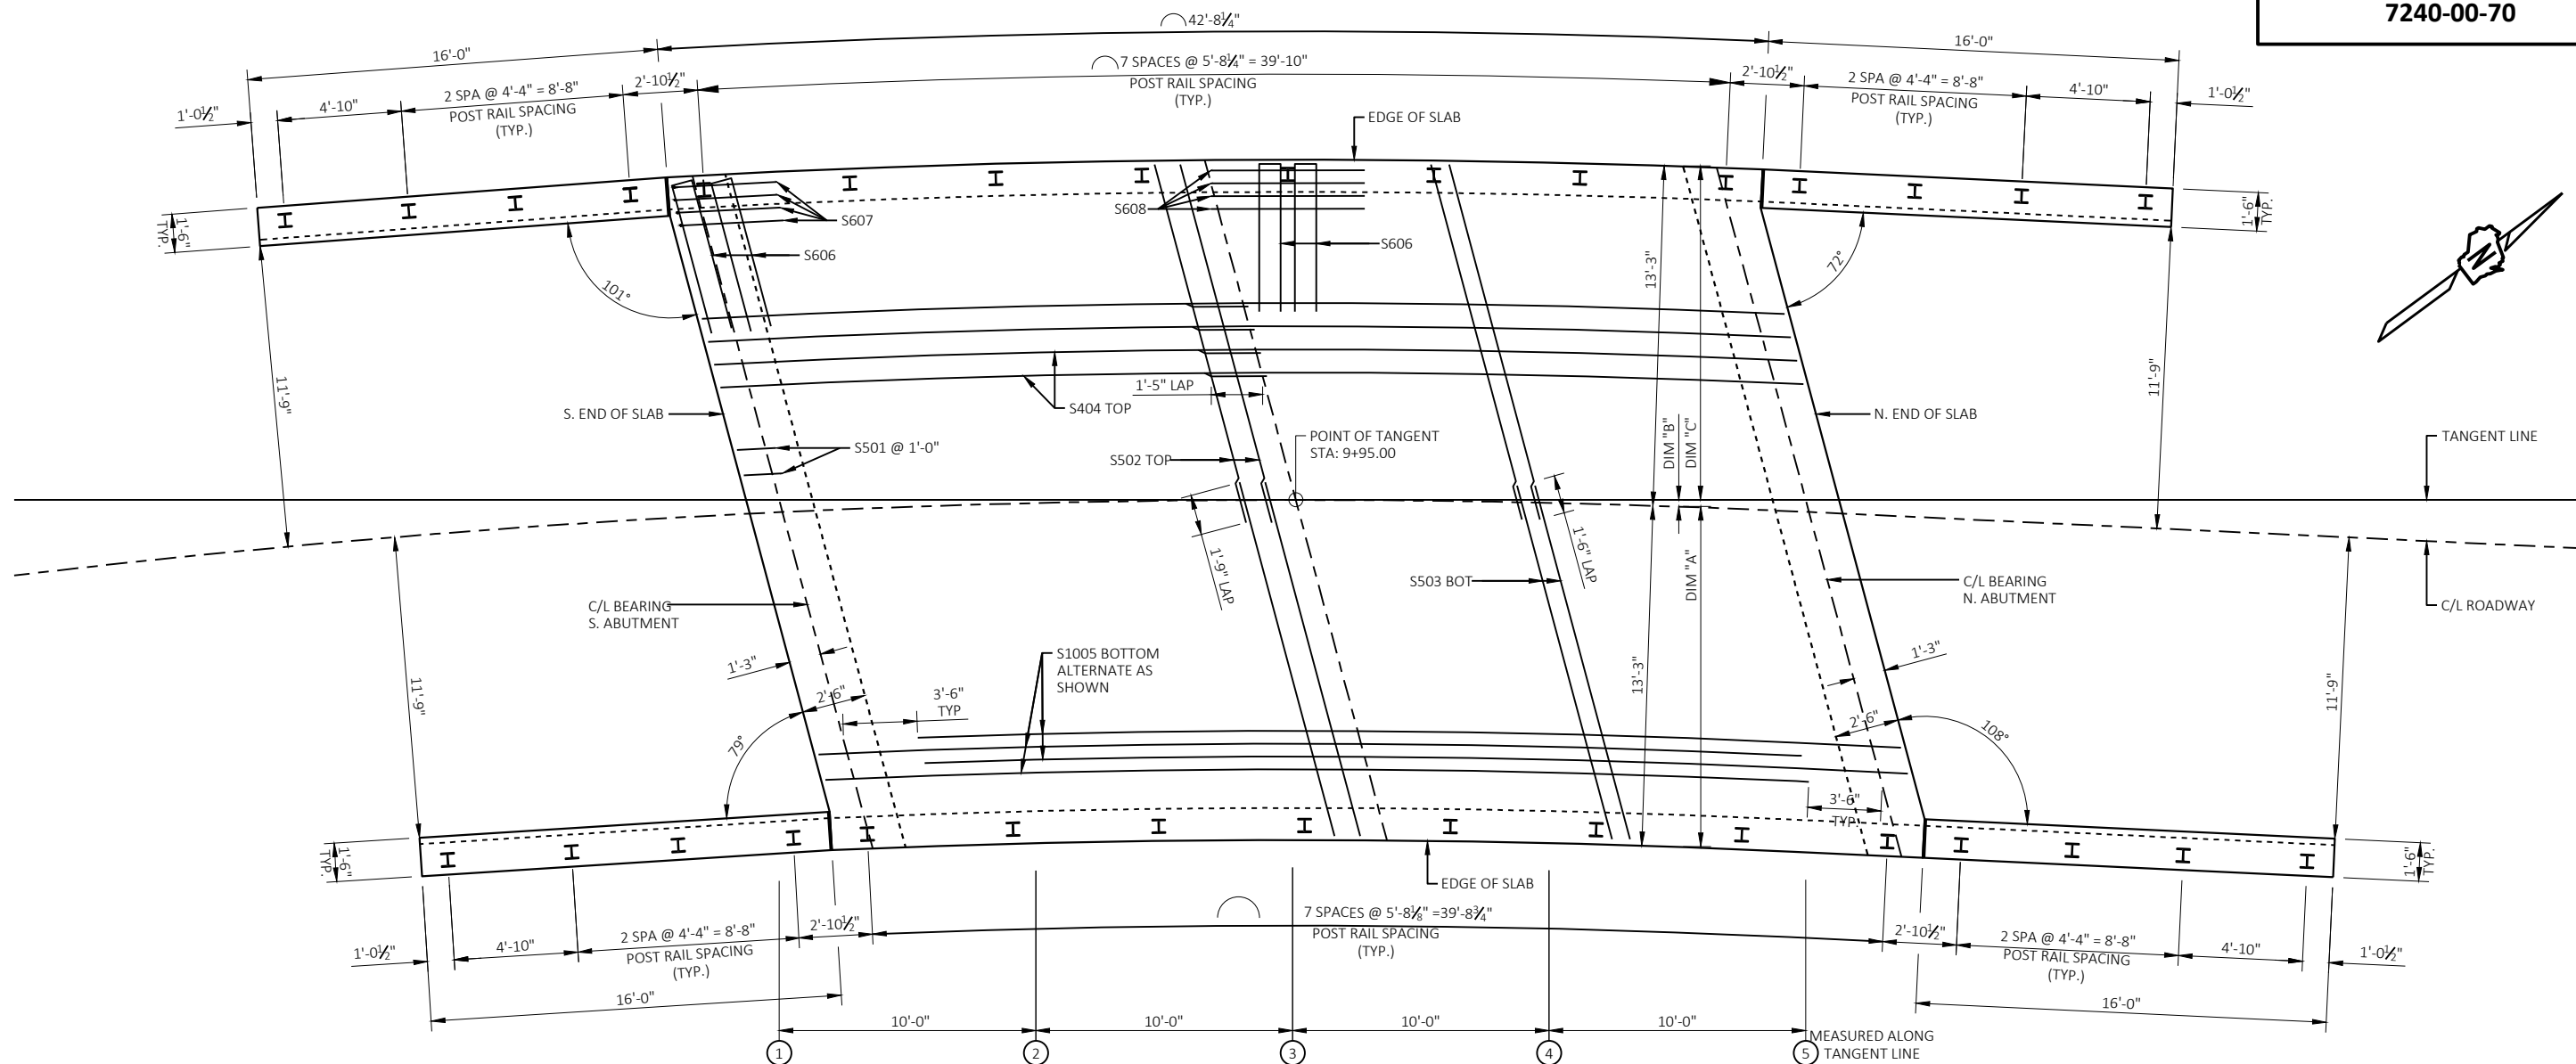 7240-00-70
42'-8¼"
16'-0"
16'-0"
7 SPACES @ 5'-8¼" = 39'-10"
POST RAIL SPACING
(TYP.)
2'-10½"
2'-10½"
2 SPA @ 4'-4" = 8'-8"
POST RAIL SPACING
(TYP.)
2 SPA @ 4'-4" = 8'-8"
POST RAIL SPACING
(TYP.)
4'-10"
4'-10"
1'-0½"
1'-0½"
EDGE OF SLAB
1'-6"
TYP.
1'-6"
TYP.
S607
S608
S606
S606
N
101°
72°
13'-3"
11'-9"
11'-9"
1'-5" LAP
S404 TOP
S. END OF SLAB
N. END OF SLAB
DIM "B"
DIM "C"
POINT OF TANGENT
STA: 9+95.00
TANGENT LINE
S501 @ 1'-0"
S502 TOP
1'-9" LAP
1'-6" LAP
S503 BOT
DIM "A"
C/L BEARING
S. ABUTMENT
C/L BEARING
N. ABUTMENT
C/L ROADWAY
1'-3"
1'-3"
S1005 BOTTOM
ALTERNATE AS
SHOWN
13'-3"
11'-9"
11'-9"
2'-6"
3'-6"
TYP
2'-6"
79°
108°
3'-6"
TYP.
1'-6"
TYP.
1'-6"
TYP.
EDGE OF SLAB
7 SPACES @ 5'-8⅛" =39'-8¾"
POST RAIL SPACING
(TYP.)
2'-10½"
2'-10½"
2 SPA @ 4'-4" = 8'-8"
POST RAIL SPACING
(TYP.)
2 SPA @ 4'-4" = 8'-8"
POST RAIL SPACING
(TYP.)
4'-10"
4'-10"
1'-0½"
1'-0½"
16'-0"
16'-0"
10'-0"
10'-0"
10'-0"
10'-0"
MEASURED ALONG
TANGENT LINE
1
2
3
4
5